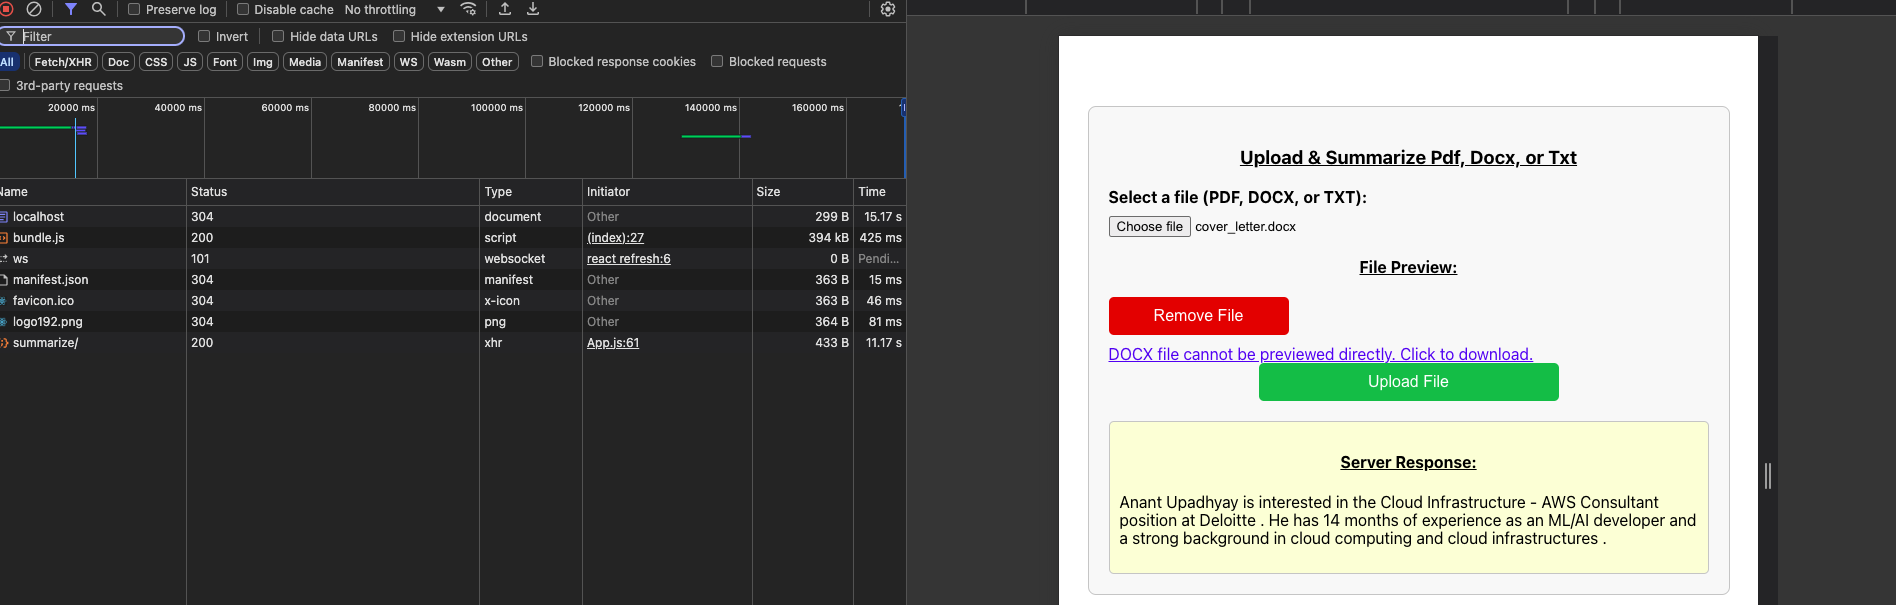 Preserve log Disable cache No throttling
Filter Invert Hide data URLs Hide extension URLs
All Fetch/XHR Doc CSS JS Font Img Media Manifest WS Wasm Other Blocked response cookies Blocked requests
3rd-party requests
20000 ms 40000 ms 60000 ms 80000 ms 100000 ms 120000 ms 140000 ms 160000 ms
Name Status Type Initiator Size Time
localhost 304 document Other 299 B 15.17 s
bundle.js 200 script (index):27 394 kB 425 ms
ws 101 websocket react refresh:6 0 B Pendi...
manifest.json 304 manifest Other 363 B 15 ms
favicon.ico 304 x-icon Other 363 B 46 ms
logo192.png 304 png Other 364 B 81 ms
summarize/ 200 xhr App.js:61 433 B 11.17 s
Upload & Summarize Pdf, Docx, or Txt
Select a file (PDF, DOCX, or TXT):
Choose file cover_letter.docx
File Preview:
Remove File
DOCX file cannot be previewed directly. Click to download.
Upload File
Server Response:
Anant Upadhyay is interested in the Cloud Infrastructure - AWS Consultant
position at Deloitte . He has 14 months of experience as an ML/AI developer and
a strong background in cloud computing and cloud infrastructures .